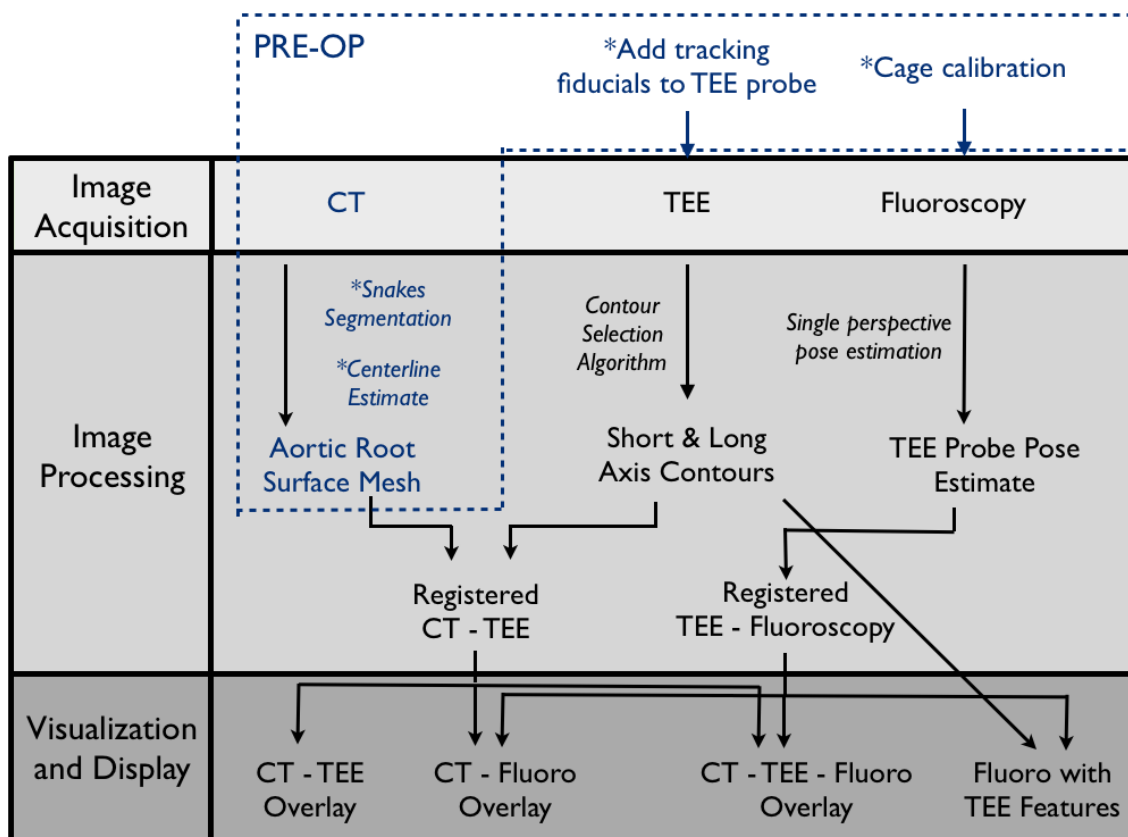 PRE-OP
*Add tracking
fiducials to TEE probe
*Cage calibration
Image
Acquisition
CT
TEE
Fluoroscopy
Image
Processing
*Snakes
Segmentation
*Centerline
Estimate
Contour
Selection
Algorithm
Single perspective
pose estimation
Aortic Root
Surface Mesh
Short & Long
Axis Contours
TEE Probe Pose
Estimate
Registered
CT - TEE
Registered
TEE - Fluoroscopy
Visualization
and Display
CT - TEE
Overlay
CT - Fluoro
Overlay
CT - TEE - Fluoro
Overlay
Fluoro with
TEE Features